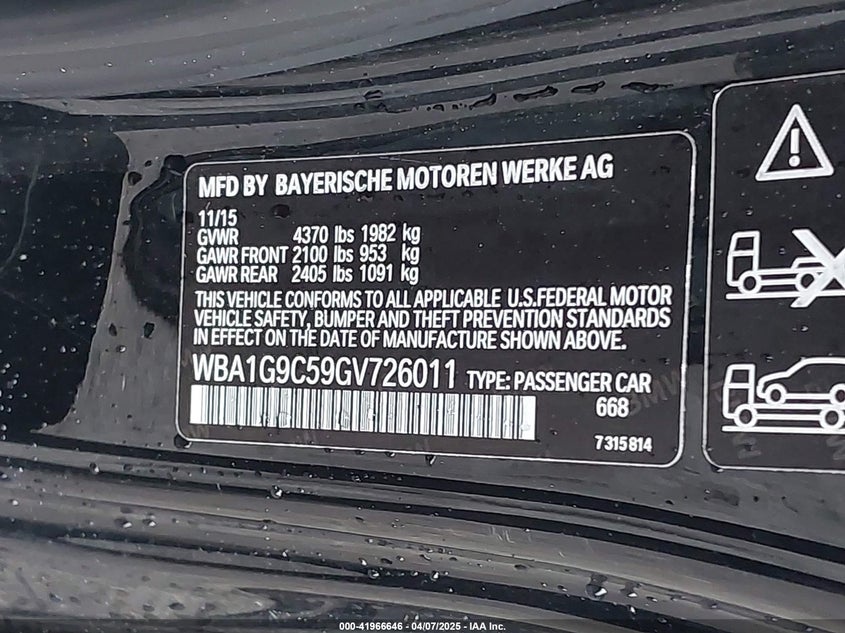 MFD BY BAYERISCHE MOTOREN WERKE AG
11/15
GVWR 4370 lbs 1982 kg
GAWR FRONT 2100 lbs 953 kg
GAWR REAR 2405 lbs 1091 kg
THIS VEHICLE CONFORMS TO ALL APPLICABLE U.S.FEDERAL MOTOR
VEHICLE SAFETY, BUMPER AND THEFT PREVENTION STANDARDS
IN EFFECT ON THE DATE OF MANUFACTURE SHOWN ABOVE.
WBA1G9C59GV726011 TYPE: PASSENGER CAR
668
7315814
000-41966646 - 04/07/2025 - IAA Inc.